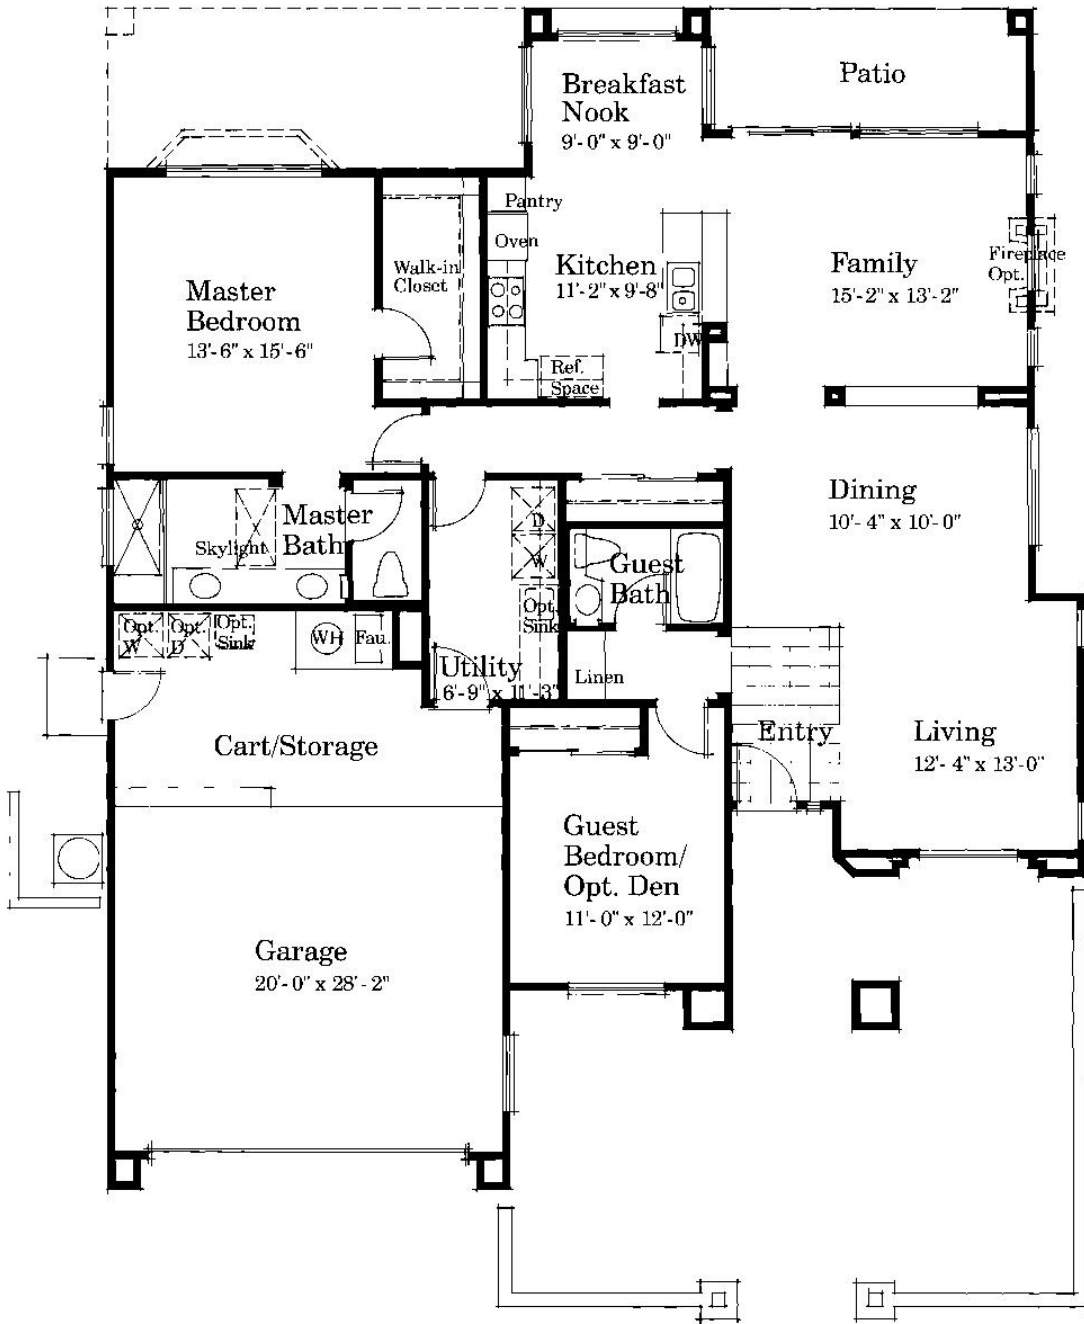 Patio
Breakfast
Nook
9'-0" x 9'-0"
Pantry
Oven
Walk-in
Closet
Kitchen
11'-2" x 9'-8"
Family
15'-2" x 13'-2"
Fireplace
Opt.
Master
Bedroom
13'-6" x 15'-6"
DW
Ref.
Space
Dining
10'-4" x 10'-0"
Master
Bath
Skylight
D
W
Guest
Bath
Opt.
Sink
Opt.
W
Opt.
D
Opt.
Sink
WH
Fau.
Utility
6'-9" x 11'-3"
Linen
Cart/Storage
Entry
Living
12'-4" x 13'-0"
Guest
Bedroom/
Opt. Den
11'-0" x 12'-0"
Garage
20'-0" x 28'-2"